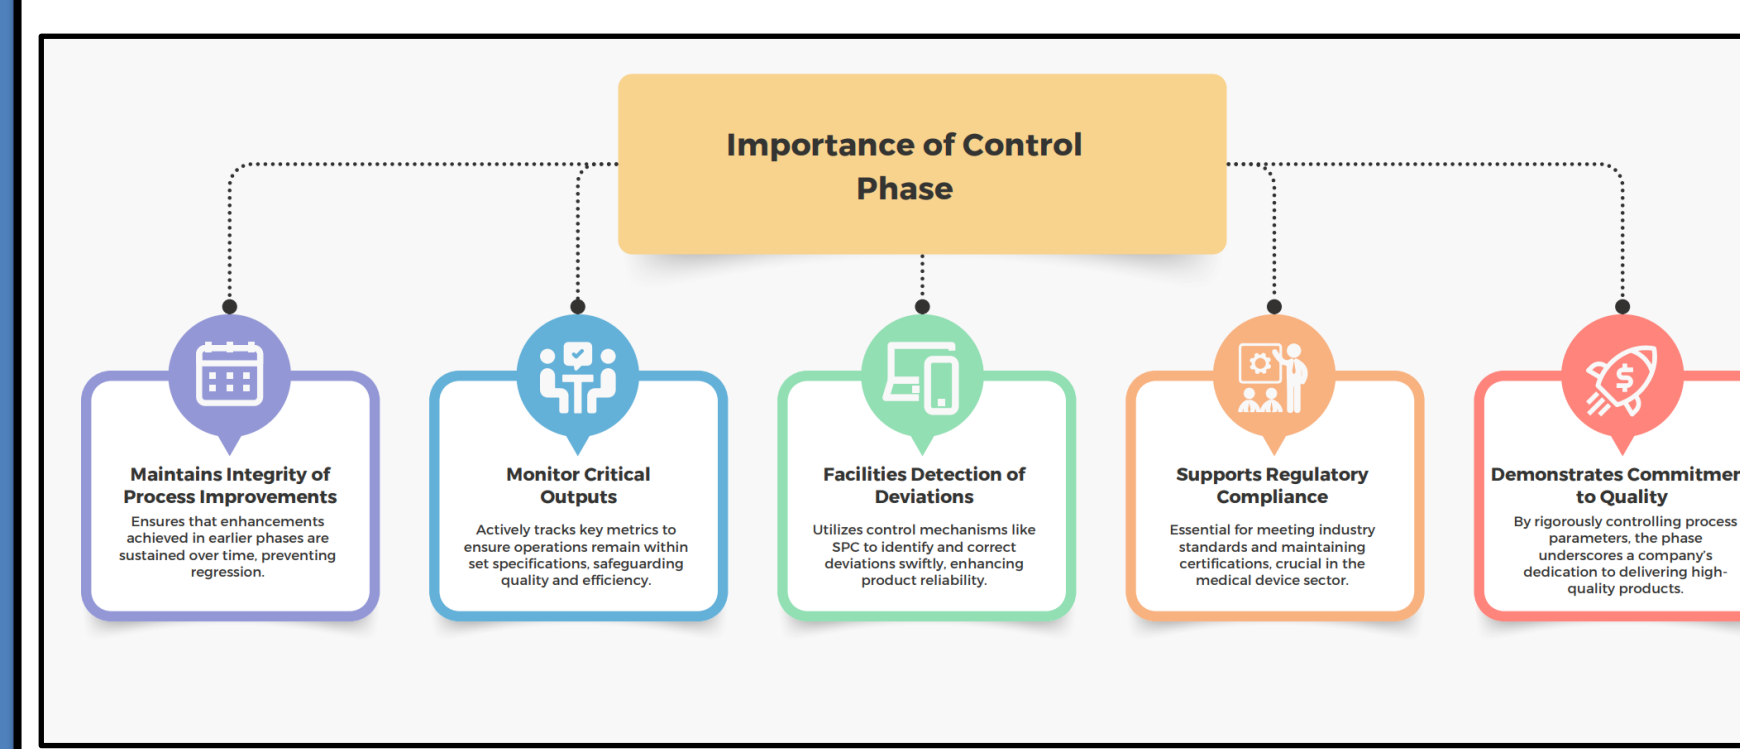 Importance of Control
Phase
Maintains Integrity of
Process Improvements
Ensures that enhancements
achieved in earlier phases are
sustained over time, preventing
regression.
Monitor Critical
Outputs
Actively tracks key metrics to
ensure operations remain within
set specifications, safeguarding
quality and efficiency.
Facilities Detection of
Deviations
Utilizes control mechanisms like
SPC to identify and correct
deviations swiftly, enhancing
product reliability.
Supports Regulatory
Compliance
Essential for meeting industry
standards and maintaining
certifications, crucial in the
medical device sector.
Demonstrates Commitmen
to Quality
By rigorously controlling process
parameters, the phase
underscores a company's
dedication to delivering high-
quality products.